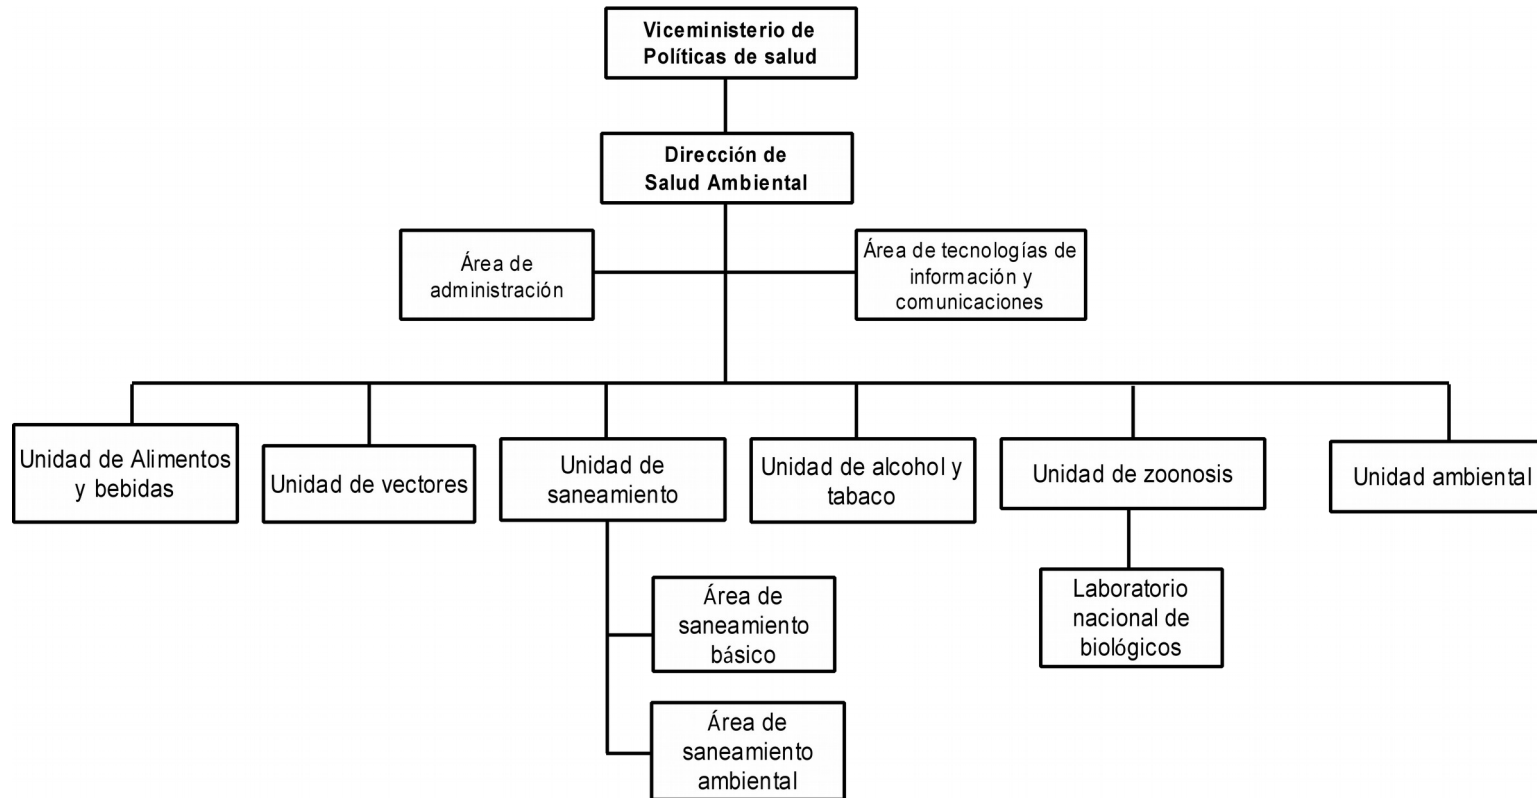 Viceministerio de
Políticas de salud
Dirección de
Salud Ambiental
Área de
administración
Área de tecnologías de
información y
comunicaciones
Unidad de Alimentos
y bebidas
Unidad de vectores
Unidad de
saneamiento
Unidad de alcohol y
tabaco
Unidad de zoonosis
Unidad ambiental
Área de
saneamiento
básico
Laboratorio
nacional de
biológicos
Área de
saneamiento
ambiental